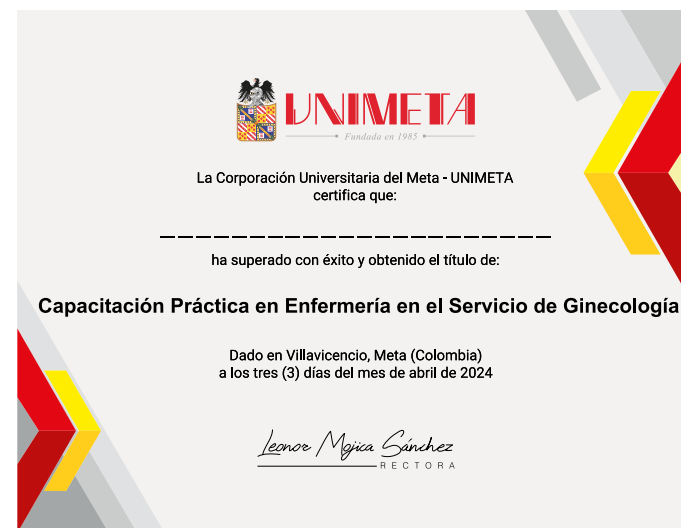 UNIMETA
Fundada en 1985
La Corporación Universitaria del Meta - UNIMETA
certifica que:
ha superado con éxito y obtenido el título de:
Capacitación Práctica en Enfermería en el Servicio de Ginecología
Dado en Villavicencio, Meta (Colombia)
a los tres (3) días del mes de abril de 2024
Leonor Mojica Sánchez
RECTORA